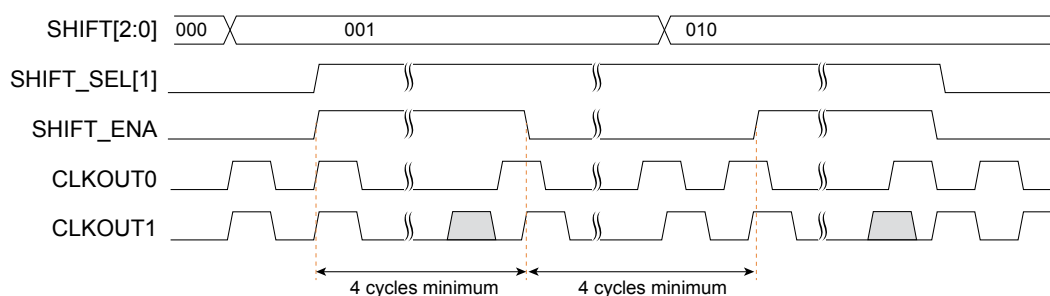 SHIFT[2:0] 000 001 010
SHIFT_SEL[1]
SHIFT_ENA
CLKOUT0
CLKOUT1
4 cycles minimum 4 cycles minimum